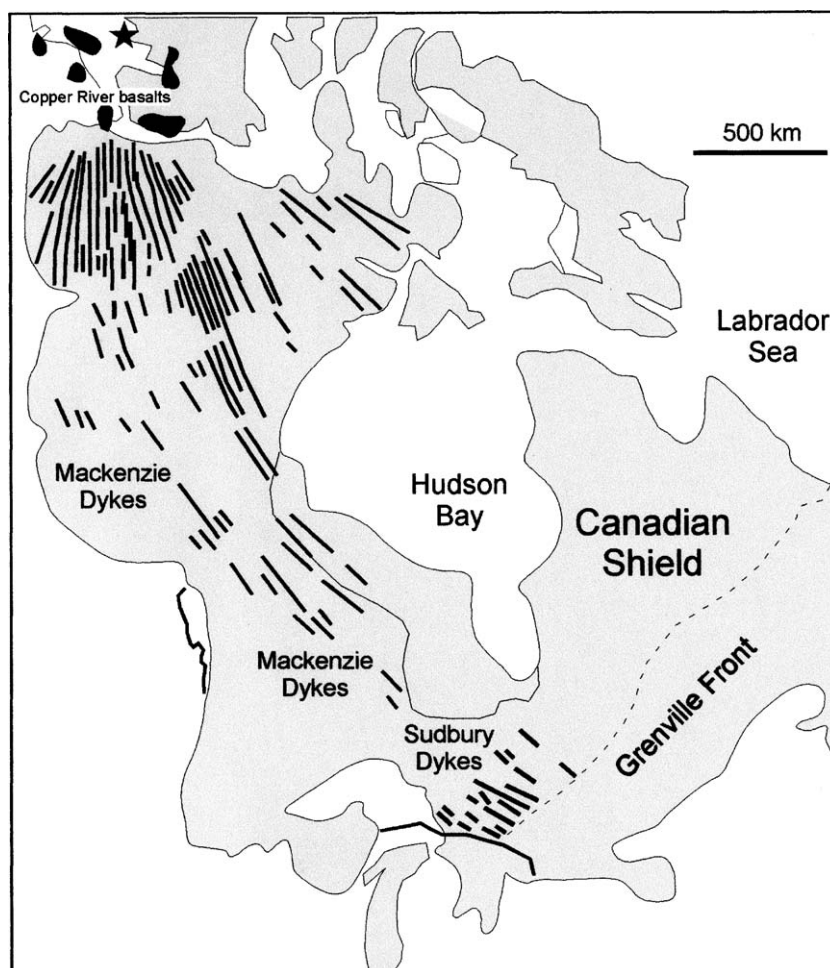 Copper River basalts
500 km
Labrador
Sea
Mackenzie
Dykes
Hudson
Bay
Canadian
Shield
Mackenzie
Dykes
Grenville Front
Sudbury
Dykes